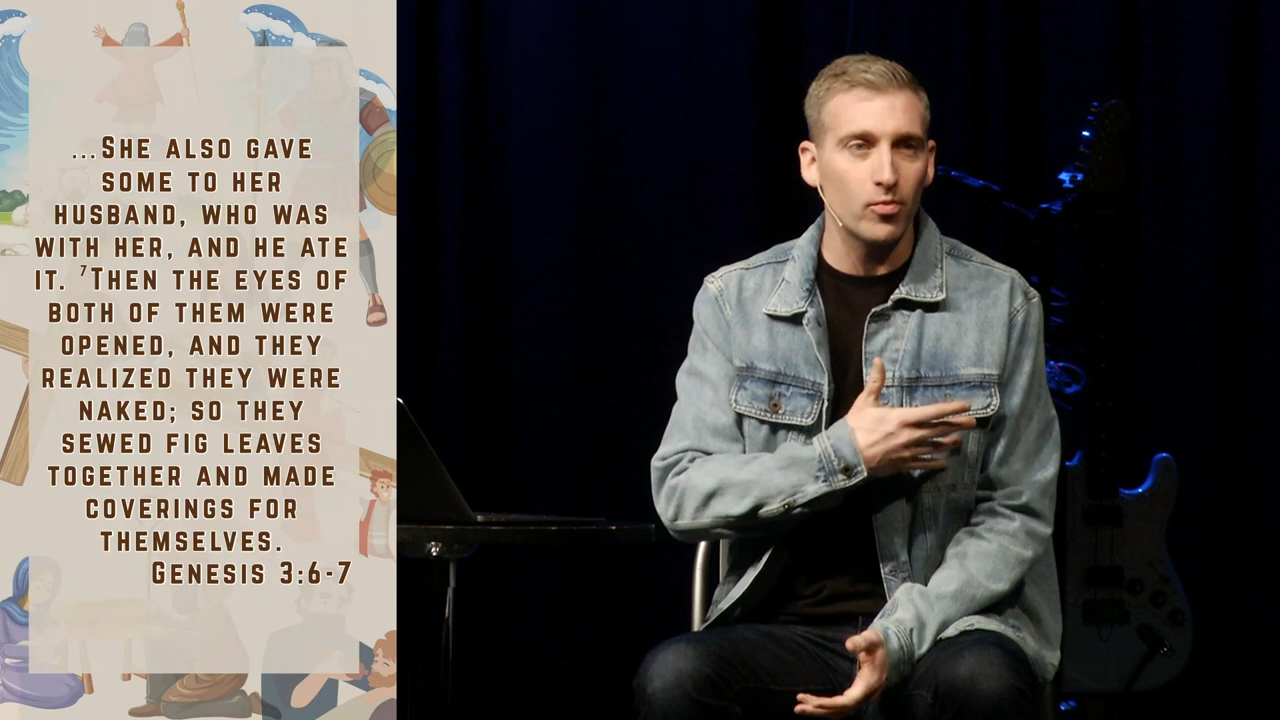 ...She also gave
some to her
husband, who was
with her, and he ate
it. ⁷Then the eyes of
both of them were
opened, and they
realized they were
naked; so they
sewed fig leaves
together and made
coverings for
themselves.
Genesis 3:6-7